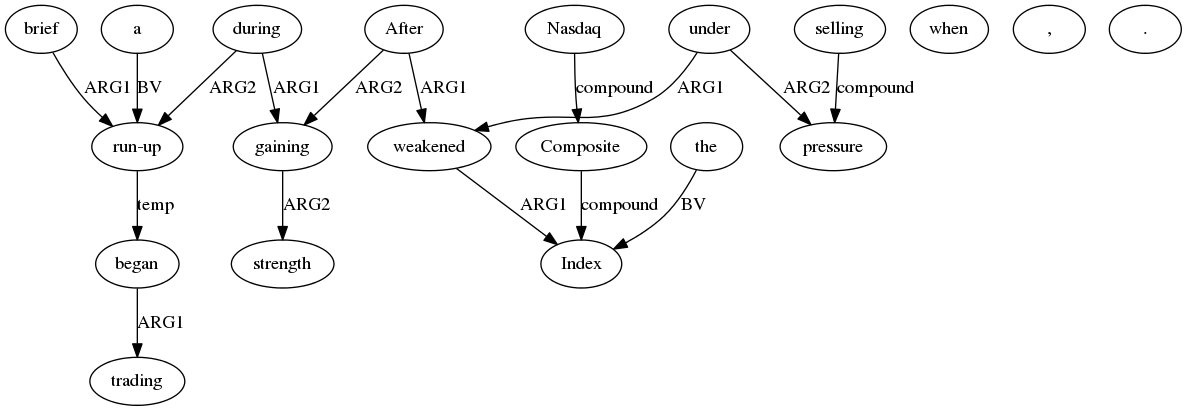 brief a during After Nasdaq under selling when , .
ARG1 BV ARG2 ARG1 ARG2 ARG1 compound ARG1 ARG2 compound
run-up gaining weakened Composite the pressure
temp ARG2 ARG1 compound BV
began strength Index
ARG1
trading